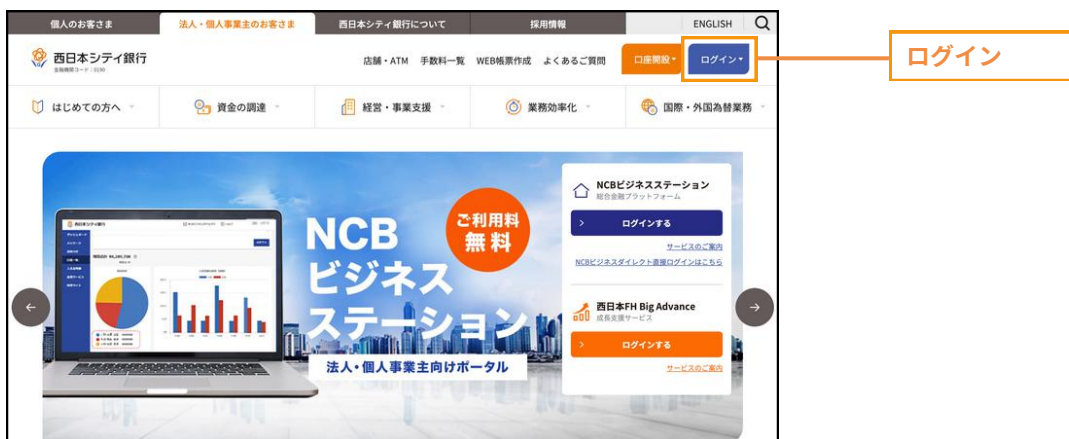 個人のお客さま
法人・個人事業主のお客さま
西日本シティ銀行について
採用情報
ENGLISH
西日本シティ銀行
金融機関コード：0190
店舗・ATM
手数料一覧
WEB帳票作成
よくあるご質問
口座開設
ログイン
ログイン
はじめての方へ
資金の調達
経営・事業支援
業務効率化
国際・外国為替業務
NCB
ビジネス
ステーション
ご利用料
無料
法人・個人事業主向けポータル
NCBビジネスステーション
総合金融プラットフォーム
ログインする
サービスのご案内
NCBビジネスダイレクト直接ログインはこちら
西日本FH Big Advance
成長支援サービス
ログインする
サービスのご案内